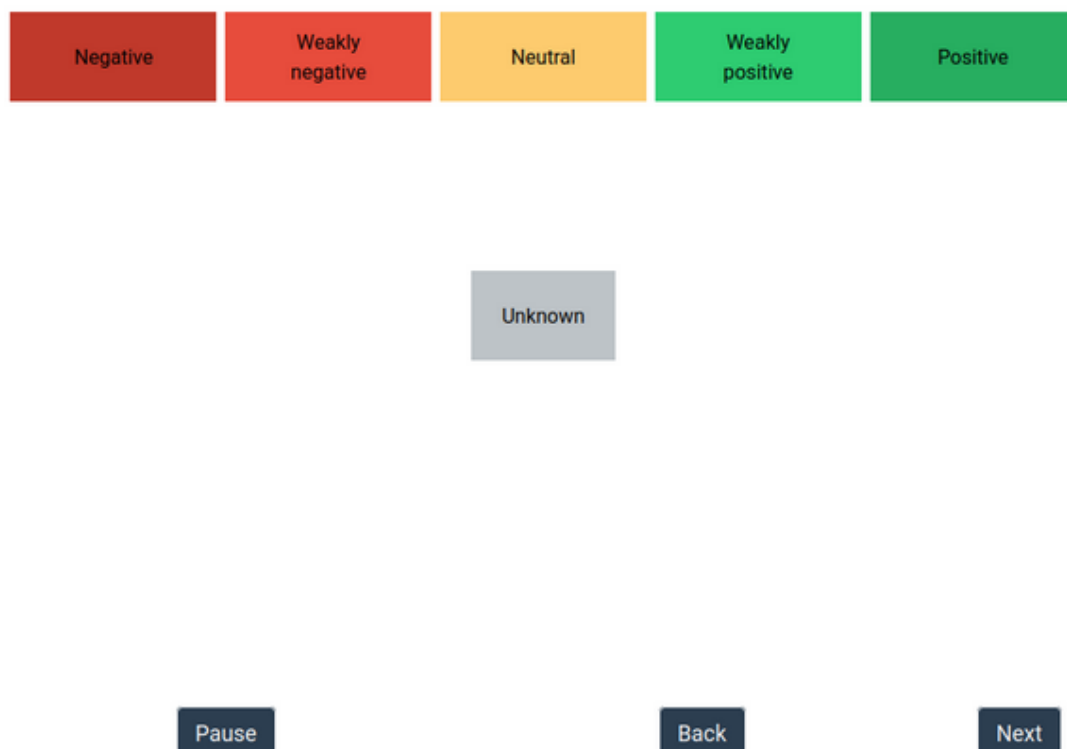 Negative
Weakly
negative
Neutral
Weakly
positive
Positive
Unknown
Pause
Back
Next